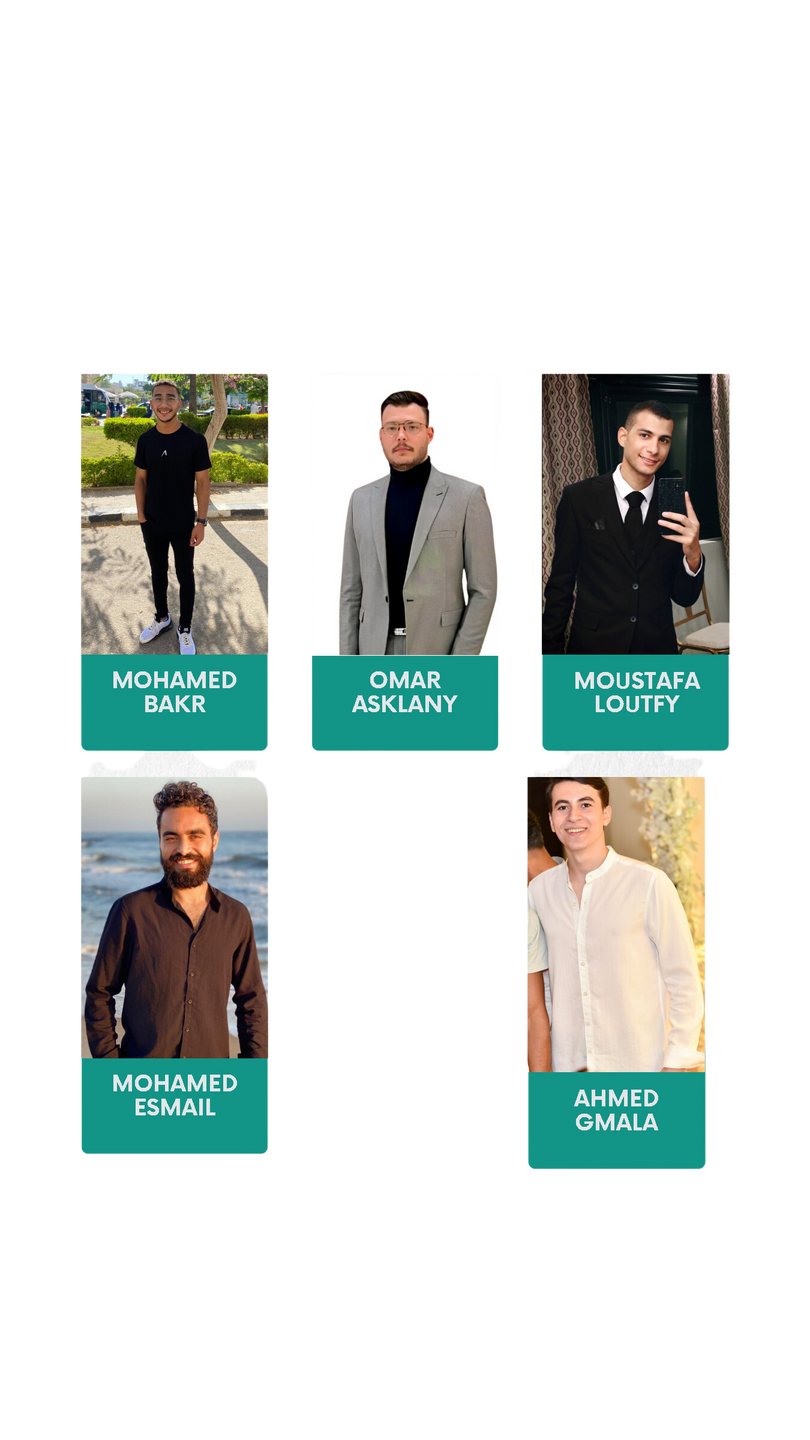 MOHAMED
BAKR
OMAR
ASKLANY
MOUSTAFA
LOUTFY
MOHAMED
ESMAIL
AHMED
GMALA